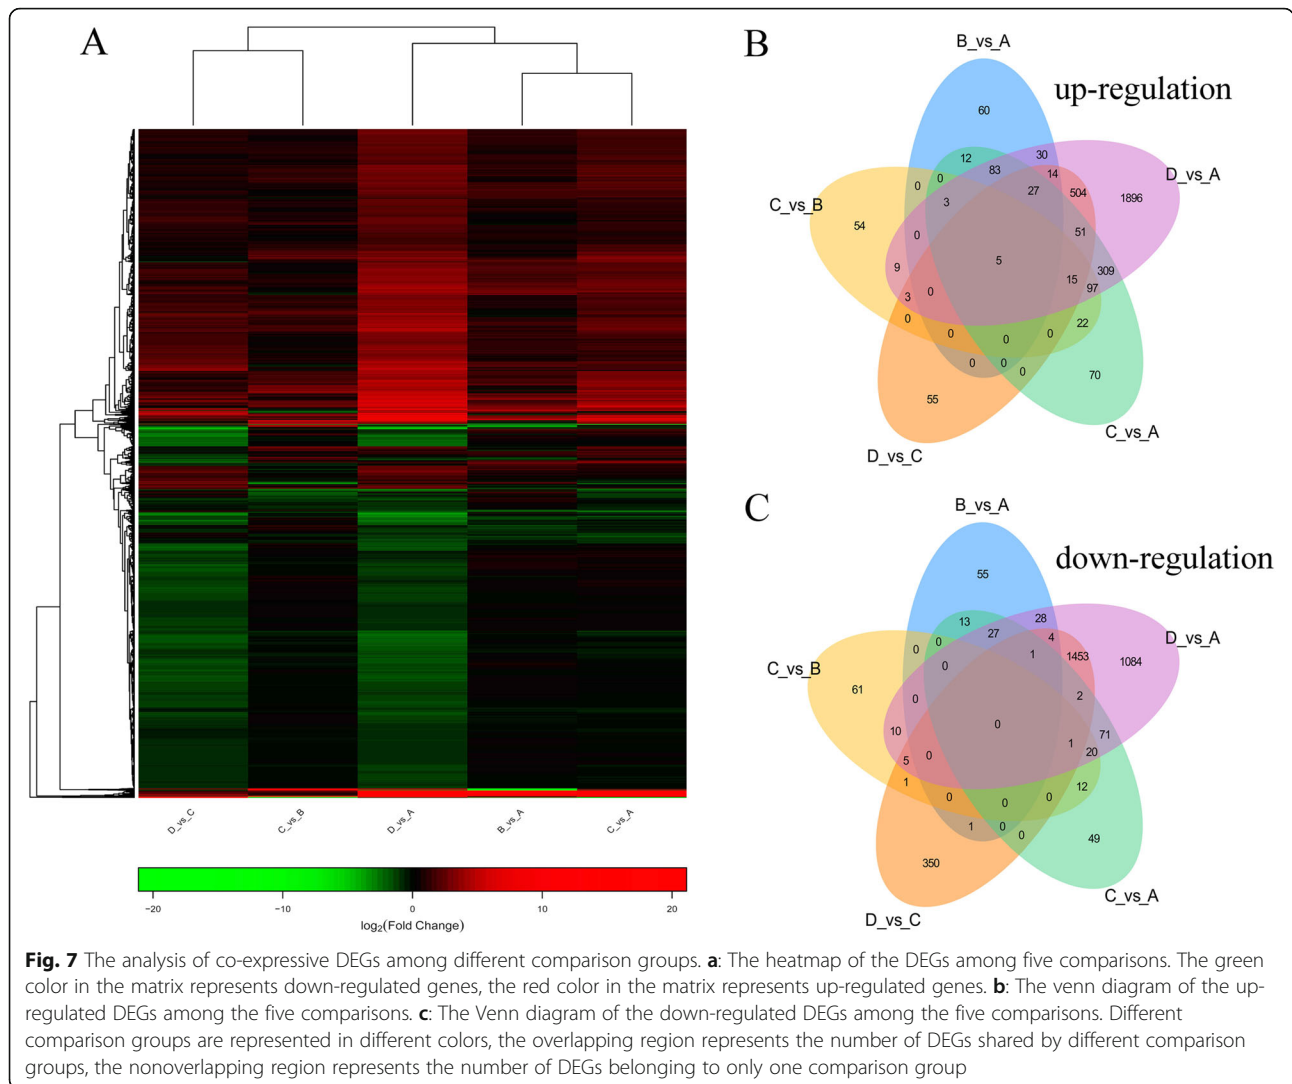 A
D_vs_C
C_vs_B
D_vs_A
B_vs_A
C_vs_A
−20
−10
0
10
20
log2(Fold Change)
B
up-regulation
B_vs_A
D_vs_A
C_vs_B
D_vs_C
C_vs_A
60
12
30
83
14
0
0
27
504
1896
3
54
0
51
5
9
309
15
97
3
0
0
22
0
0
0
0
0
0
70
55
C
down-regulation
B_vs_A
D_vs_A
C_vs_B
D_vs_C
C_vs_A
55
13
28
27
4
0
0
1
1453
1084
0
61
0
2
0
10
71
1
20
5
0
1
12
0
0
0
1
0
0
49
350
Fig. 7 The analysis of co-expressive DEGs among different comparison groups. a: The heatmap of the DEGs among five comparisons. The green
color in the matrix represents down-regulated genes, the red color in the matrix represents up-regulated genes. b: The venn diagram of the up-
regulated DEGs among the five comparisons. c: The Venn diagram of the down-regulated DEGs among the five comparisons. Different
comparison groups are represented in different colors, the overlapping region represents the number of DEGs shared by different comparison
groups, the nonoverlapping region represents the number of DEGs belonging to only one comparison group